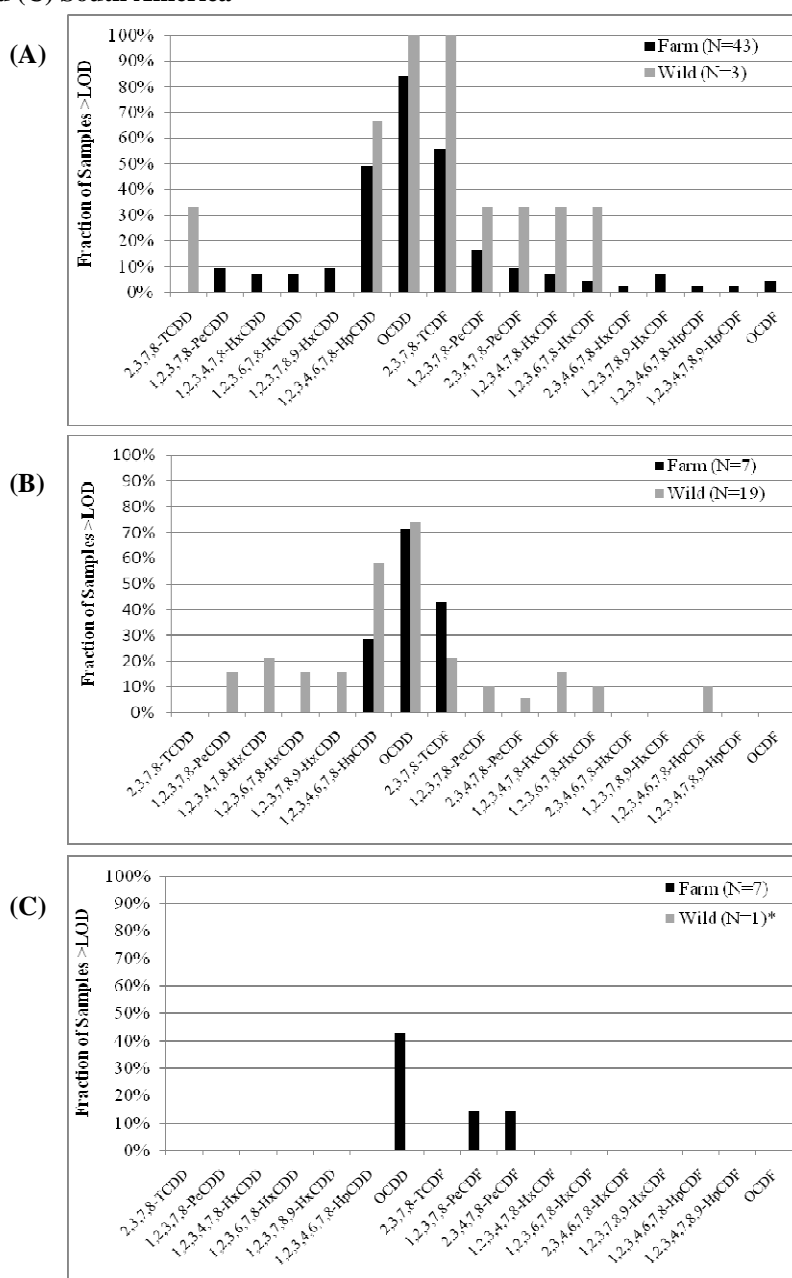 (C) South America
(A)
Fraction of Samples >LOD
100%
90%
80%
70%
60%
50%
40%
30%
20%
10%
0%
Farm (N=43)
Wild (N=3)
2,3,7,8-TCDD
1,2,3,7,8-PeCDD
1,2,3,4,7,8-HxCDD
1,2,3,6,7,8-HxCDD
1,2,3,7,8,9-HxCDD
1,2,3,4,6,7,8-HpCDD
OCDD
2,3,7,8-TCDF
1,2,3,7,8-PeCDF
2,3,4,7,8-PeCDF
1,2,3,4,7,8-HxCDF
1,2,3,6,7,8-HxCDF
2,3,4,6,7,8-HxCDF
1,2,3,7,8,9-HxCDF
1,2,3,4,6,7,8-HpCDF
1,2,3,4,7,8,9-HpCDF
OCDF
(B)
Fraction of Samples >LOD
100%
90%
80%
70%
60%
50%
40%
30%
20%
10%
0%
Farm (N=7)
Wild (N=19)
2,3,7,8-TCDD
1,2,3,7,8-PeCDD
1,2,3,4,7,8-HxCDD
1,2,3,6,7,8-HxCDD
1,2,3,7,8,9-HxCDD
1,2,3,4,6,7,8-HpCDD
OCDD
2,3,7,8-TCDF
1,2,3,7,8-PeCDF
2,3,4,7,8-PeCDF
1,2,3,4,7,8-HxCDF
1,2,3,6,7,8-HxCDF
2,3,4,6,7,8-HxCDF
1,2,3,7,8,9-HxCDF
1,2,3,4,6,7,8-HpCDF
1,2,3,4,7,8,9-HpCDF
OCDF
(C)
Fraction of Samples >LOD
100%
90%
80%
70%
60%
50%
40%
30%
20%
10%
0%
Farm (N=7)
Wild (N=1)*
2,3,7,8-TCDD
1,2,3,7,8-PeCDD
1,2,3,4,7,8-HxCDD
1,2,3,6,7,8-HxCDD
1,2,3,7,8,9-HxCDD
1,2,3,4,6,7,8-HpCDD
OCDD
2,3,7,8-TCDF
1,2,3,7,8-PeCDF
2,3,4,7,8-PeCDF
1,2,3,4,7,8-HxCDF
1,2,3,6,7,8-HxCDF
2,3,4,6,7,8-HxCDF
1,2,3,7,8,9-HxCDF
1,2,3,4,6,7,8-HpCDF
1,2,3,4,7,8,9-HpCDF
OCDF